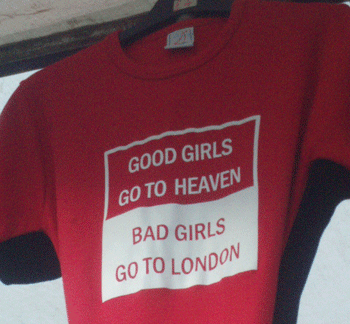 GOOD GIRLS
GO TO HEAVEN
BAD GIRLS
GO TO LONDON